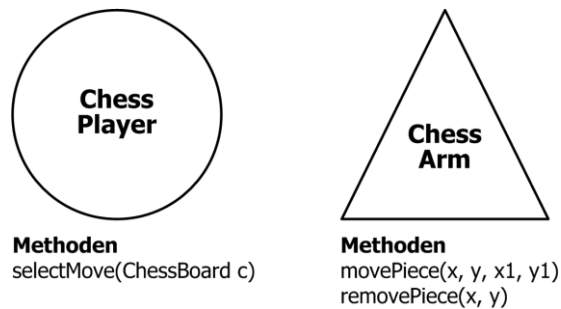 Chess
Player
Methoden
selectMove(ChessBoard c)
Chess
Arm
Methoden
movePiece(x, y, x1, y1)
removePiece(x, y)